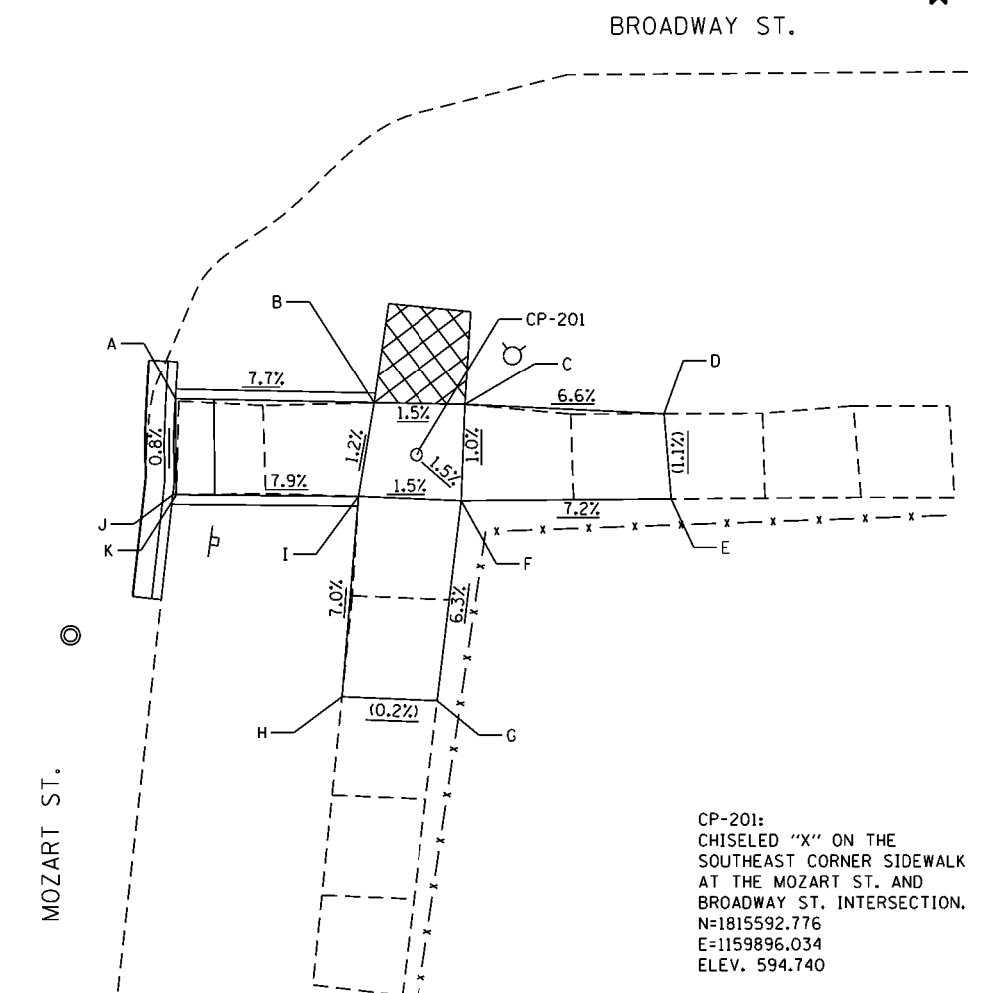 BROADWAY ST.
B
CP-201
A
C
D
7.7%
6.6%
1.5%
0.8%
1.2%
1.0%
(1.1%)
1.5%
7.9%
1.5%
7.2%
J
K
I
F
E
7.0%
6.3%
(0.2%)
H
G
MOZART ST.
CP-201:
CHISELED "X" ON THE
SOUTHEAST CORNER SIDEWALK
AT THE MOZART ST. AND
BROADWAY ST. INTERSECTION.
N=1815592.776
E=1159896.034
ELEV. 594.740